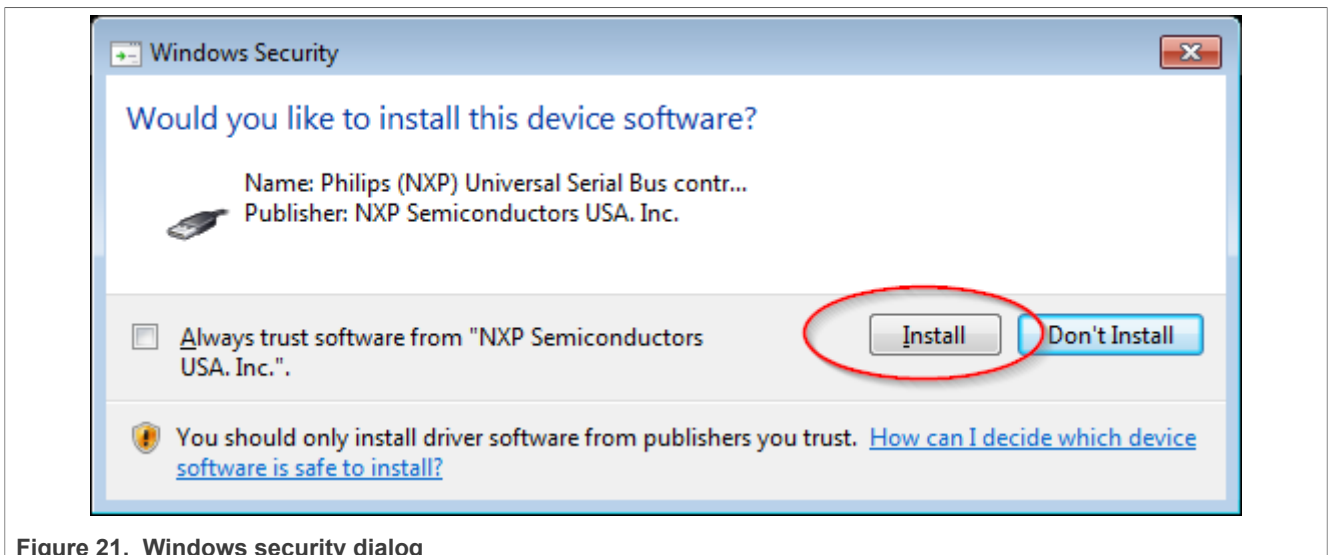 Windows Security
Would you like to install this device software?
Name: Philips (NXP) Universal Serial Bus contr...
Publisher: NXP Semiconductors USA. Inc.
Always trust software from "NXP Semiconductors
USA. Inc.".
Install
Don't Install
You should only install driver software from publishers you trust. How can I decide which device
software is safe to install?
Figure 21. Windows security dialog